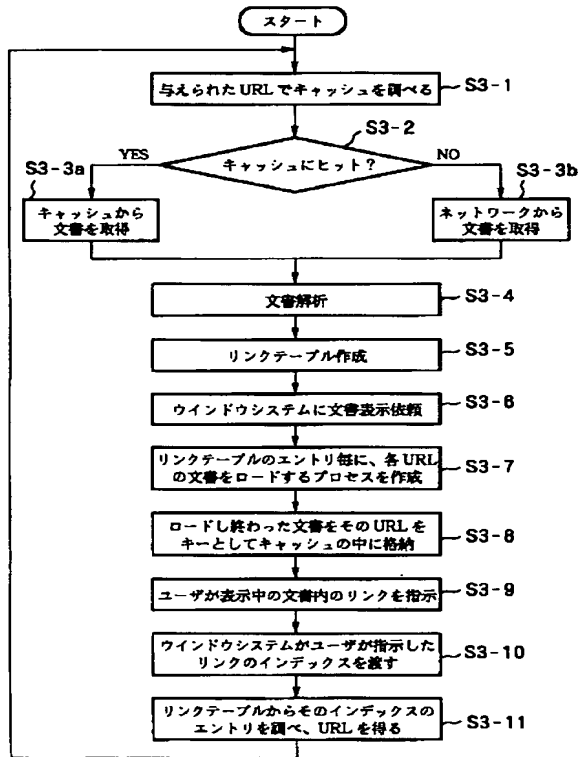 スタート
与えられた URL でキャッシュを調べる
S3-1
S3-2
YES
キャッシュにヒット？
NO
S3-3a
S3-3b
キャッシュから
文書を取得
ネットワークから
文書を取得
文書解析
S3-4
リンクテーブル作成
S3-5
ウインドウシステムに文書表示依頼
S3-6
リンクテーブルのエントリ毎に、各 URL
の文書をロードするプロセスを作成
S3-7
ロードし終わった文書をその URL を
キーとしてキャッシュの中に格納
S3-8
ユーザが表示中の文書内のリンクを指示
S3-9
ウインドウシステムがユーザが指示した
リンクのインデックスを渡す
S3-10
リンクテーブルからそのインデックスの
エントリを調べ、URL を得る
S3-11